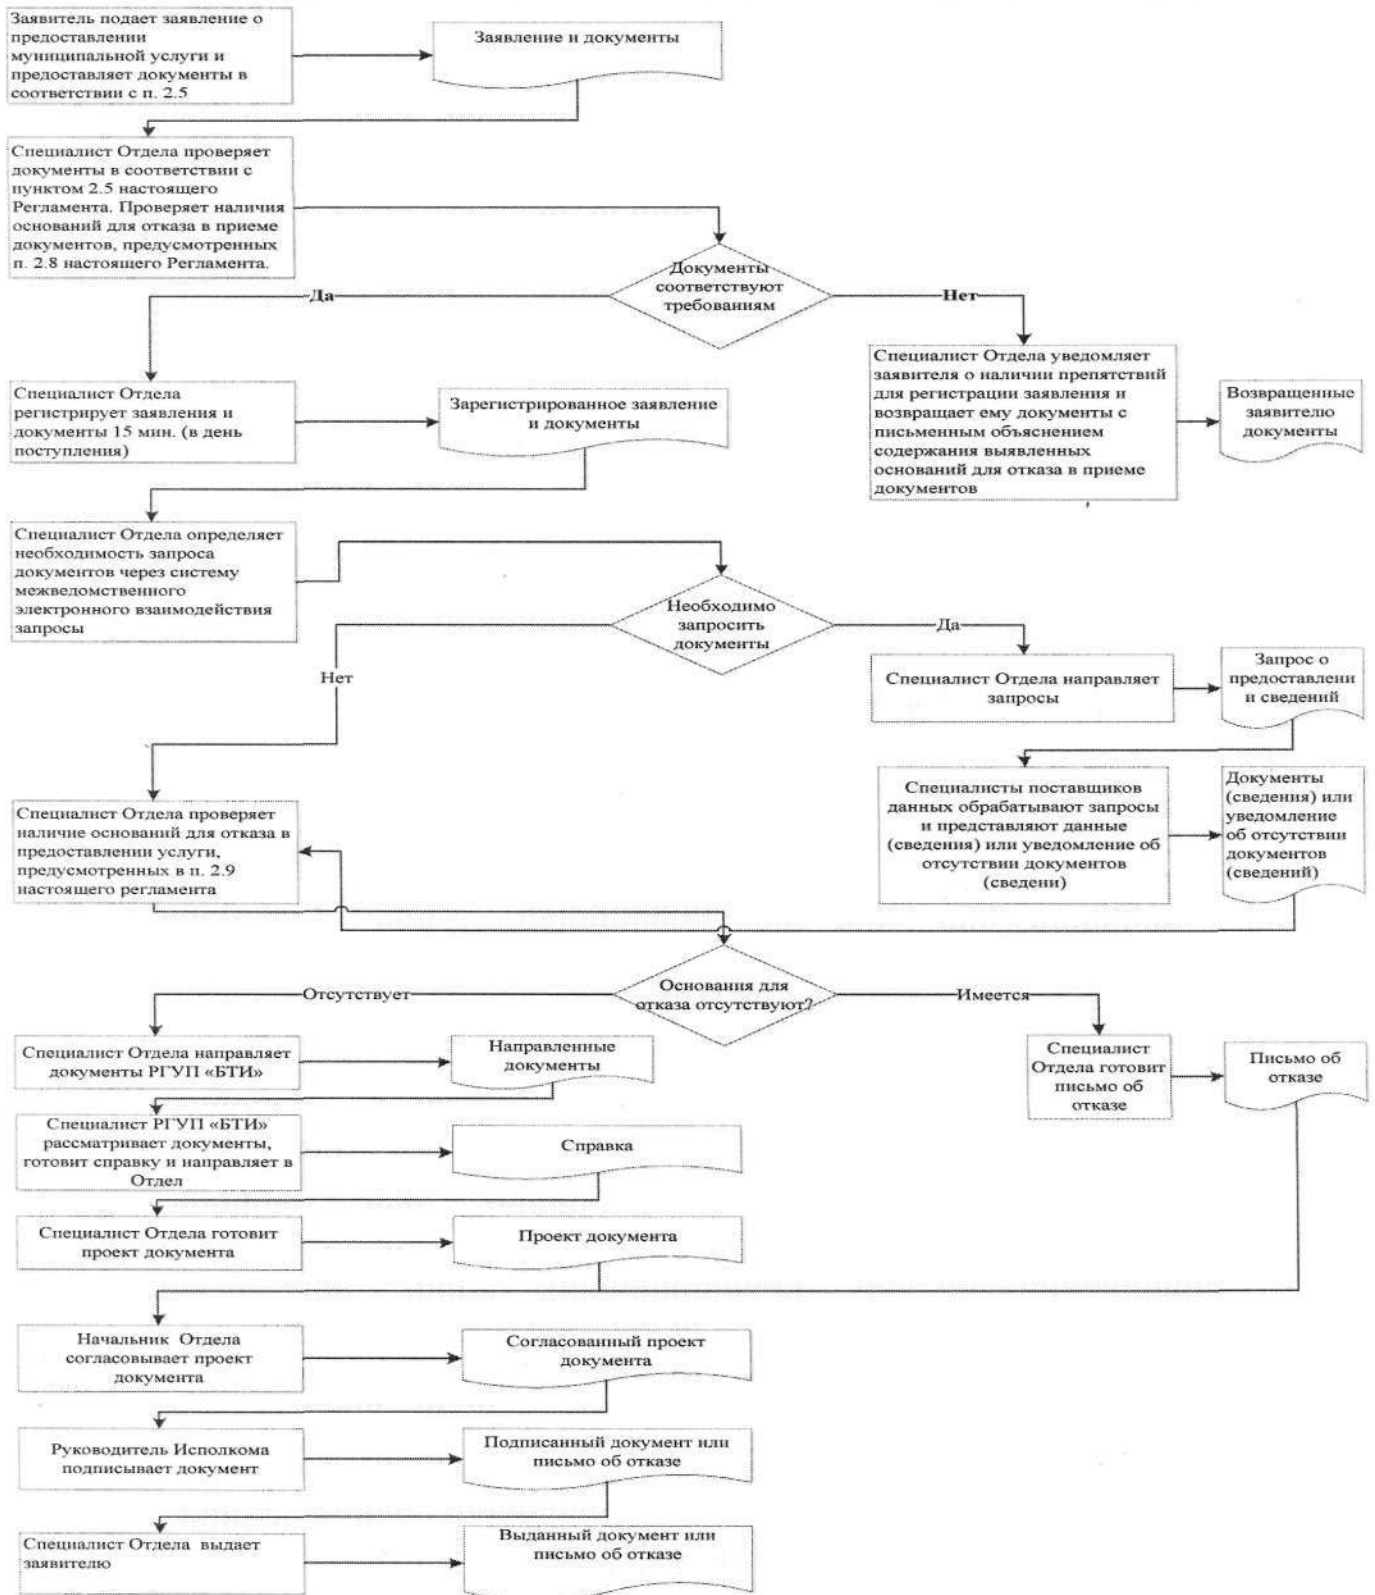 Заявитель подает заявление о
предоставлении
муниципальной услуги и
предоставляет документы в
соответствии с п. 2.5
Заявление и документы
Специалист Отдела проверяет
документы в соответствии с
пунктом 2.5 настоящего
Регламента. Проверяет наличия
оснований для отказа в приеме
документов, предусмотренных
п. 2.8 настоящего Регламента.
Документы
соответствуют
требованиям
Да
Нет
Специалист Отдела
регистрирует заявления и
документы 15 мин. (в день
поступления)
Зарегистрированное заявление
и документы
Специалист Отдела уведомляет
заявителя о наличии препятствий
для регистрации заявления и
возвращает ему документы с
письменным объяснением
содержания выявленных
оснований для отказа в приеме
документов
Возвращенные
заявителю
документы
Специалист Отдела определяет
необходимость запроса
документов через систему
межведомственного
электронного взаимодействия
запросы
Необходимо
запросить
документы
Да
Нет
Специалист Отдела направляет
запросы
Запрос о
предоставлени
и сведений
Специалисты поставщиков
данных обрабатывают запросы
и представляют данные
(сведения) или уведомление об
отсутствии документов
(сведени)
Документы
(сведения) или
уведомление
об отсутствии
документов
(сведений)
Специалист Отдела проверяет
наличие оснований для отказа в
предоставлении услуги,
предусмотренных в п. 2.9
настоящего регламента
Основания для
отказа отсутствуют?
Отсутствует
Имеется
Специалист Отдела направляет
документы РГУП «БТИ»
Направленные
документы
Специалист
Отдела готовит
письмо об
отказе
Письмо об
отказе
Специалист РГУП «БТИ»
рассматривает документы,
готовит справку и направляет в
Отдел
Справка
Специалист Отдела готовит
проект документа
Проект документа
Начальник Отдела
согласовывает проект
документа
Согласованный проект
документа
Руководитель Исполкома
подписывает документ
Подписанный документ или
письмо об отказе
Специалист Отдела выдает
заявителю
Выданный документ или
письмо об отказе